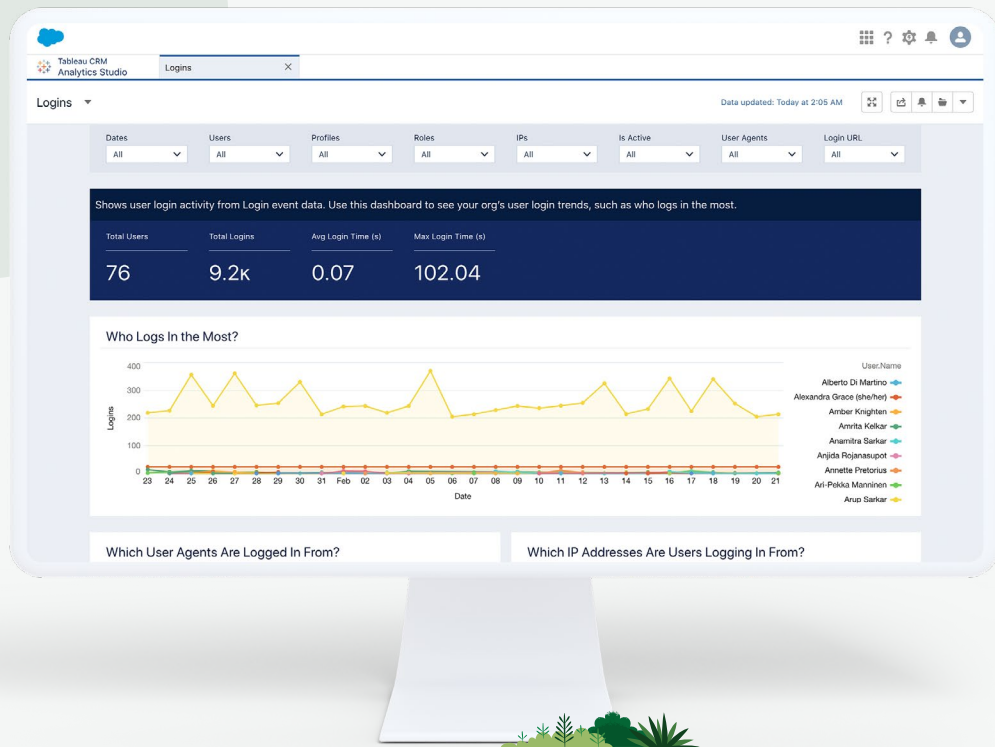 ?
Tableau CRM
Analytics Studio
Logins
Logins
Data updated: Today at 2:05 AM
Dates Users Profiles Roles IPs Is Active User Agents Login URL
All All All All All All All All
Shows user login activity from Login event data. Use this dashboard to see your org's user login trends, such as who logs in the most.
Total Users Total Logins Avg Login Time (s) Max Login Time (s)
76 9.2K 0.07 102.04
Who Logs In the Most?
400
300
200
100
0
Logins
23 24 25 26 27 28 29 30 31 Feb 02 03 04 05 06 07 08 09 10 11 12 13 14 15 16 17 18 19 20 21
Date
User.Name
Alberto Di Martino
Alexandra Grace (she/her)
Amber Knighten
Amrita Kelkar
Anamitra Sarkar
Anjida Rojanasupot
Annette Pretorius
Ari-Pekka Manninen
Arup Sarkar
Which User Agents Are Logged In From?
Which IP Addresses Are Users Logging In From?